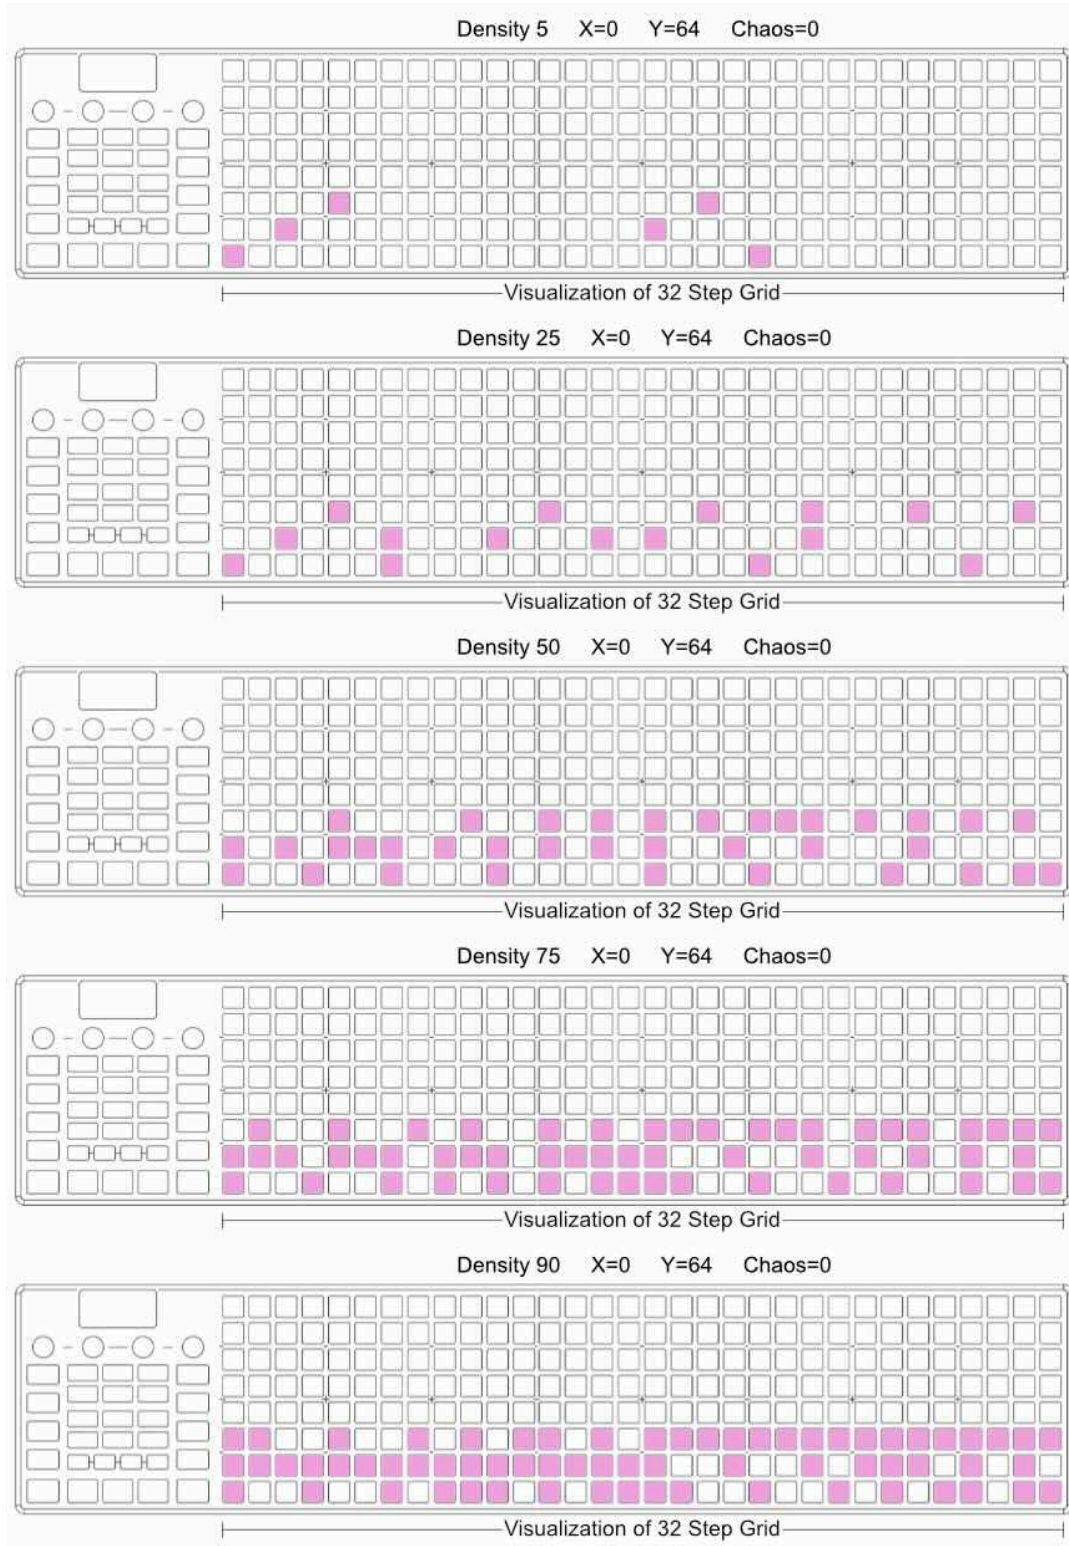 Density 5 X=0 Y=64 Chaos=0
Visualization of 32 Step Grid
Density 25 X=0 Y=64 Chaos=0
Visualization of 32 Step Grid
Density 50 X=0 Y=64 Chaos=0
Visualization of 32 Step Grid
Density 75 X=0 Y=64 Chaos=0
Visualization of 32 Step Grid
Density 90 X=0 Y=64 Chaos=0
Visualization of 32 Step Grid